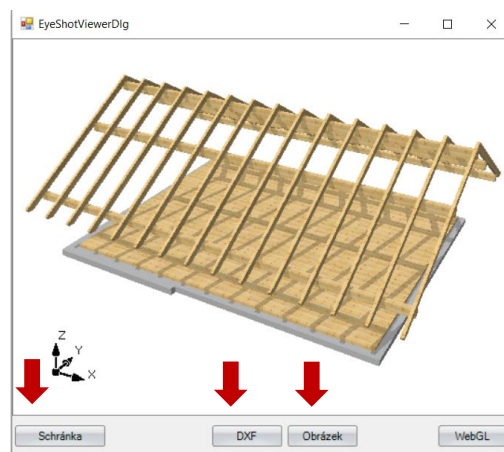 EyeShotViewerDlg
Z
Y
X
Schránka
DXF
Obrázek
WebGL